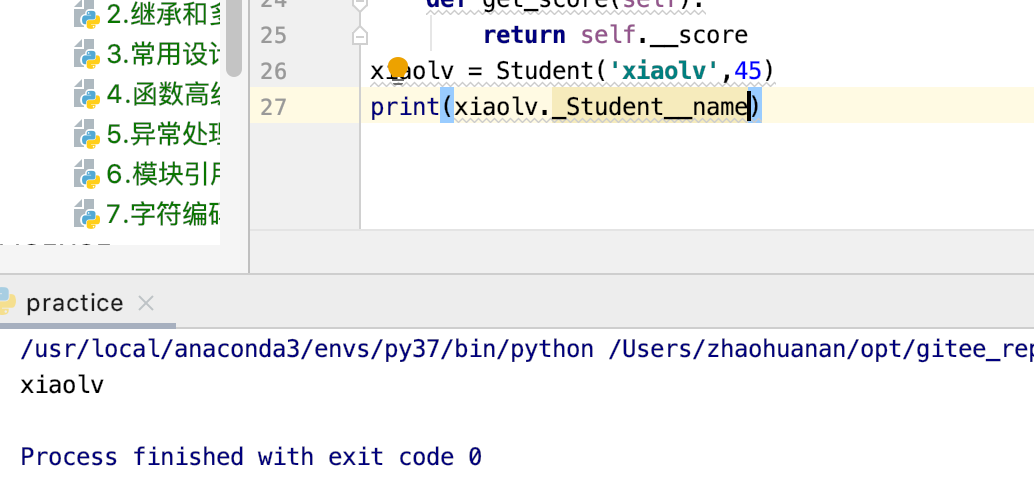 2.继承和多
3.常用设计
4.函数高级
5.异常处理
6.模块引用
7.字符编码
24 def get_score(self):
25 return self.__score
26 xiaolv = Student('xiaolv',45)
27 print(xiaolv._Student__name)
practice
/usr/local/anaconda3/envs/py37/bin/python /Users/zhaohuanan/opt/gitee_rep
xiaolv
Process finished with exit code 0